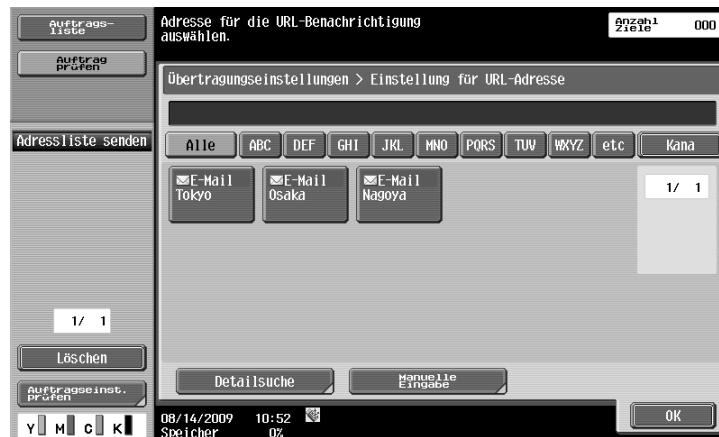 Auftrags-
liste
Auftrag
prüfen
Adressliste senden
1/ 1
Löschen
Auftragseinst.
prüfen
Y M C K
Adresse für die URL-Benachrichtigung
auswählen.
Anzahl
Ziele 000
Übertragungseinstellungen > Einstellung für URL-Adresse
Alle ABC DEF GHI JKL MNO PQRS TUV WXYZ etc Kana
E-Mail
Tokyo
E-Mail
Osaka
E-Mail
Nagoya
1/ 1
Detailsuche
Manuelle
Eingabe
08/14/2009 10:52
Speicher 0%
OK